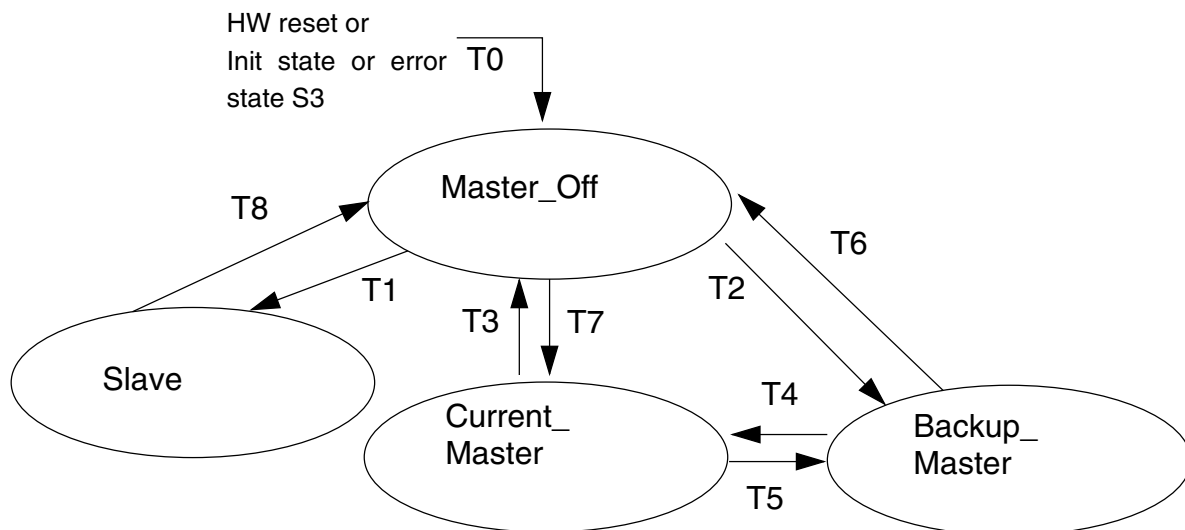 HW reset or
Init state or error
state S3
T0
Master_Off
T8
T6
T1
T2
T3
T7
Slave
T4
Current_
Master
Backup_
Master
T5